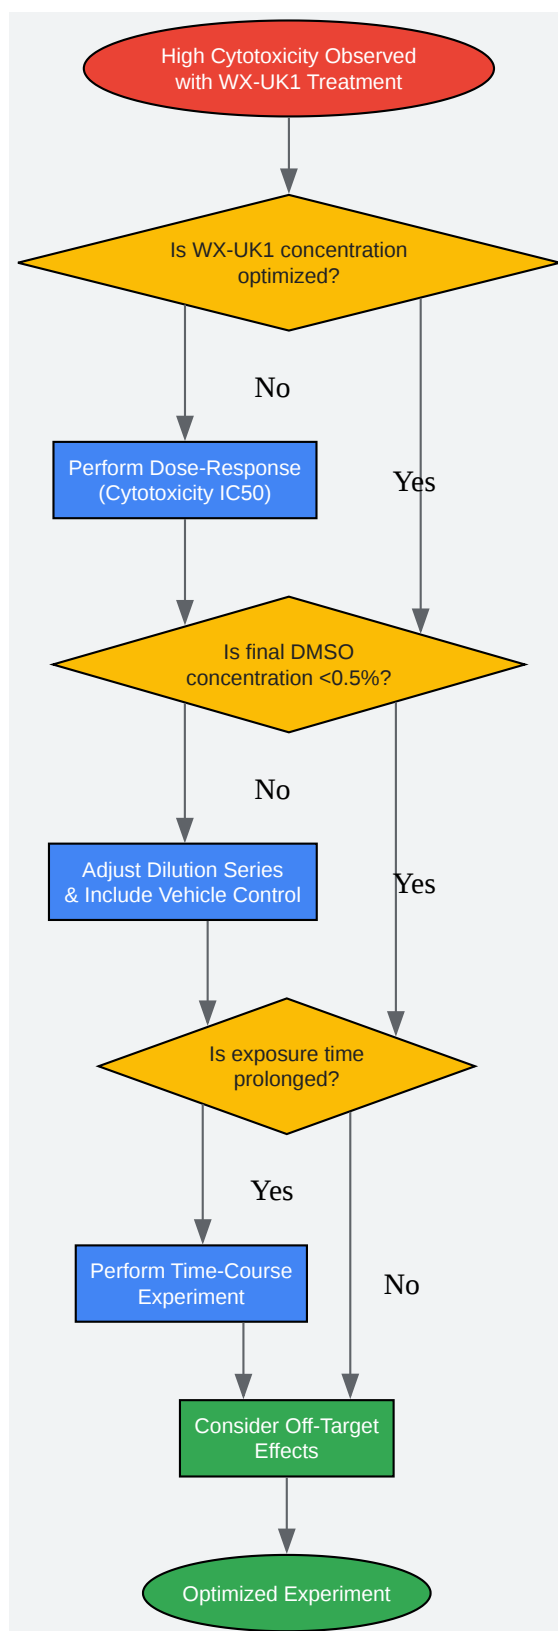 High Cytotoxicity Observed
with WX-UK1 Treatment
Is WX-UK1 concentration
optimized?
No
Perform Dose-Response
(Cytotoxicity IC50)
Yes
Is final DMSO
concentration <0.5%?
No
Adjust Dilution Series
& Include Vehicle Control
Yes
Is exposure time
prolonged?
Yes
Perform Time-Course
Experiment
No
Consider Off-Target
Effects
Optimized Experiment